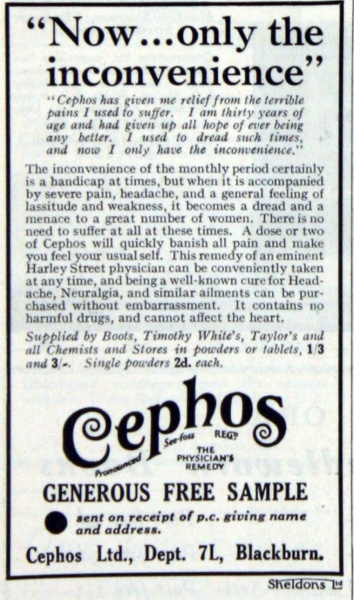 “Now...only the
inconvenience”
“Cephos has given me relief from the terrible
pains I used to suffer. I am thirty years of
age and had given up all hope of ever being
any better. I used to dread such times,
and now I only have the inconvenience.”
The inconvenience of the monthly period certainly
is a handicap at times, but when it is accompanied
by severe pain, headache, and a general feeling of
lassitude and weakness, it becomes a dread and a
menace to a great number of women. There is no
need to suffer at all at these times. A dose or two
of Cephos will quickly banish all pain and make
you feel your usual self. This remedy of an eminent
Harley Street physician can be conveniently taken
at any time, and being a well-known cure for Head-
ache, Neuralgia, and similar ailments can be pur-
chased without embarrassment. It contains no
harmful drugs, and cannot affect the heart.
Supplied by Boots, Timothy White's, Taylor's and
all Chemists and Stores in powders or tablets, 1/3
and 3/-. Single powders 2d. each.
Cephos
Pronounced See-foss REGD
THE
PHYSICIAN'S
REMEDY
GENEROUS FREE SAMPLE
sent on receipt of p.c. giving name
and address.
Cephos Ltd., Dept. 7L, Blackburn.
Sheldons Ltd